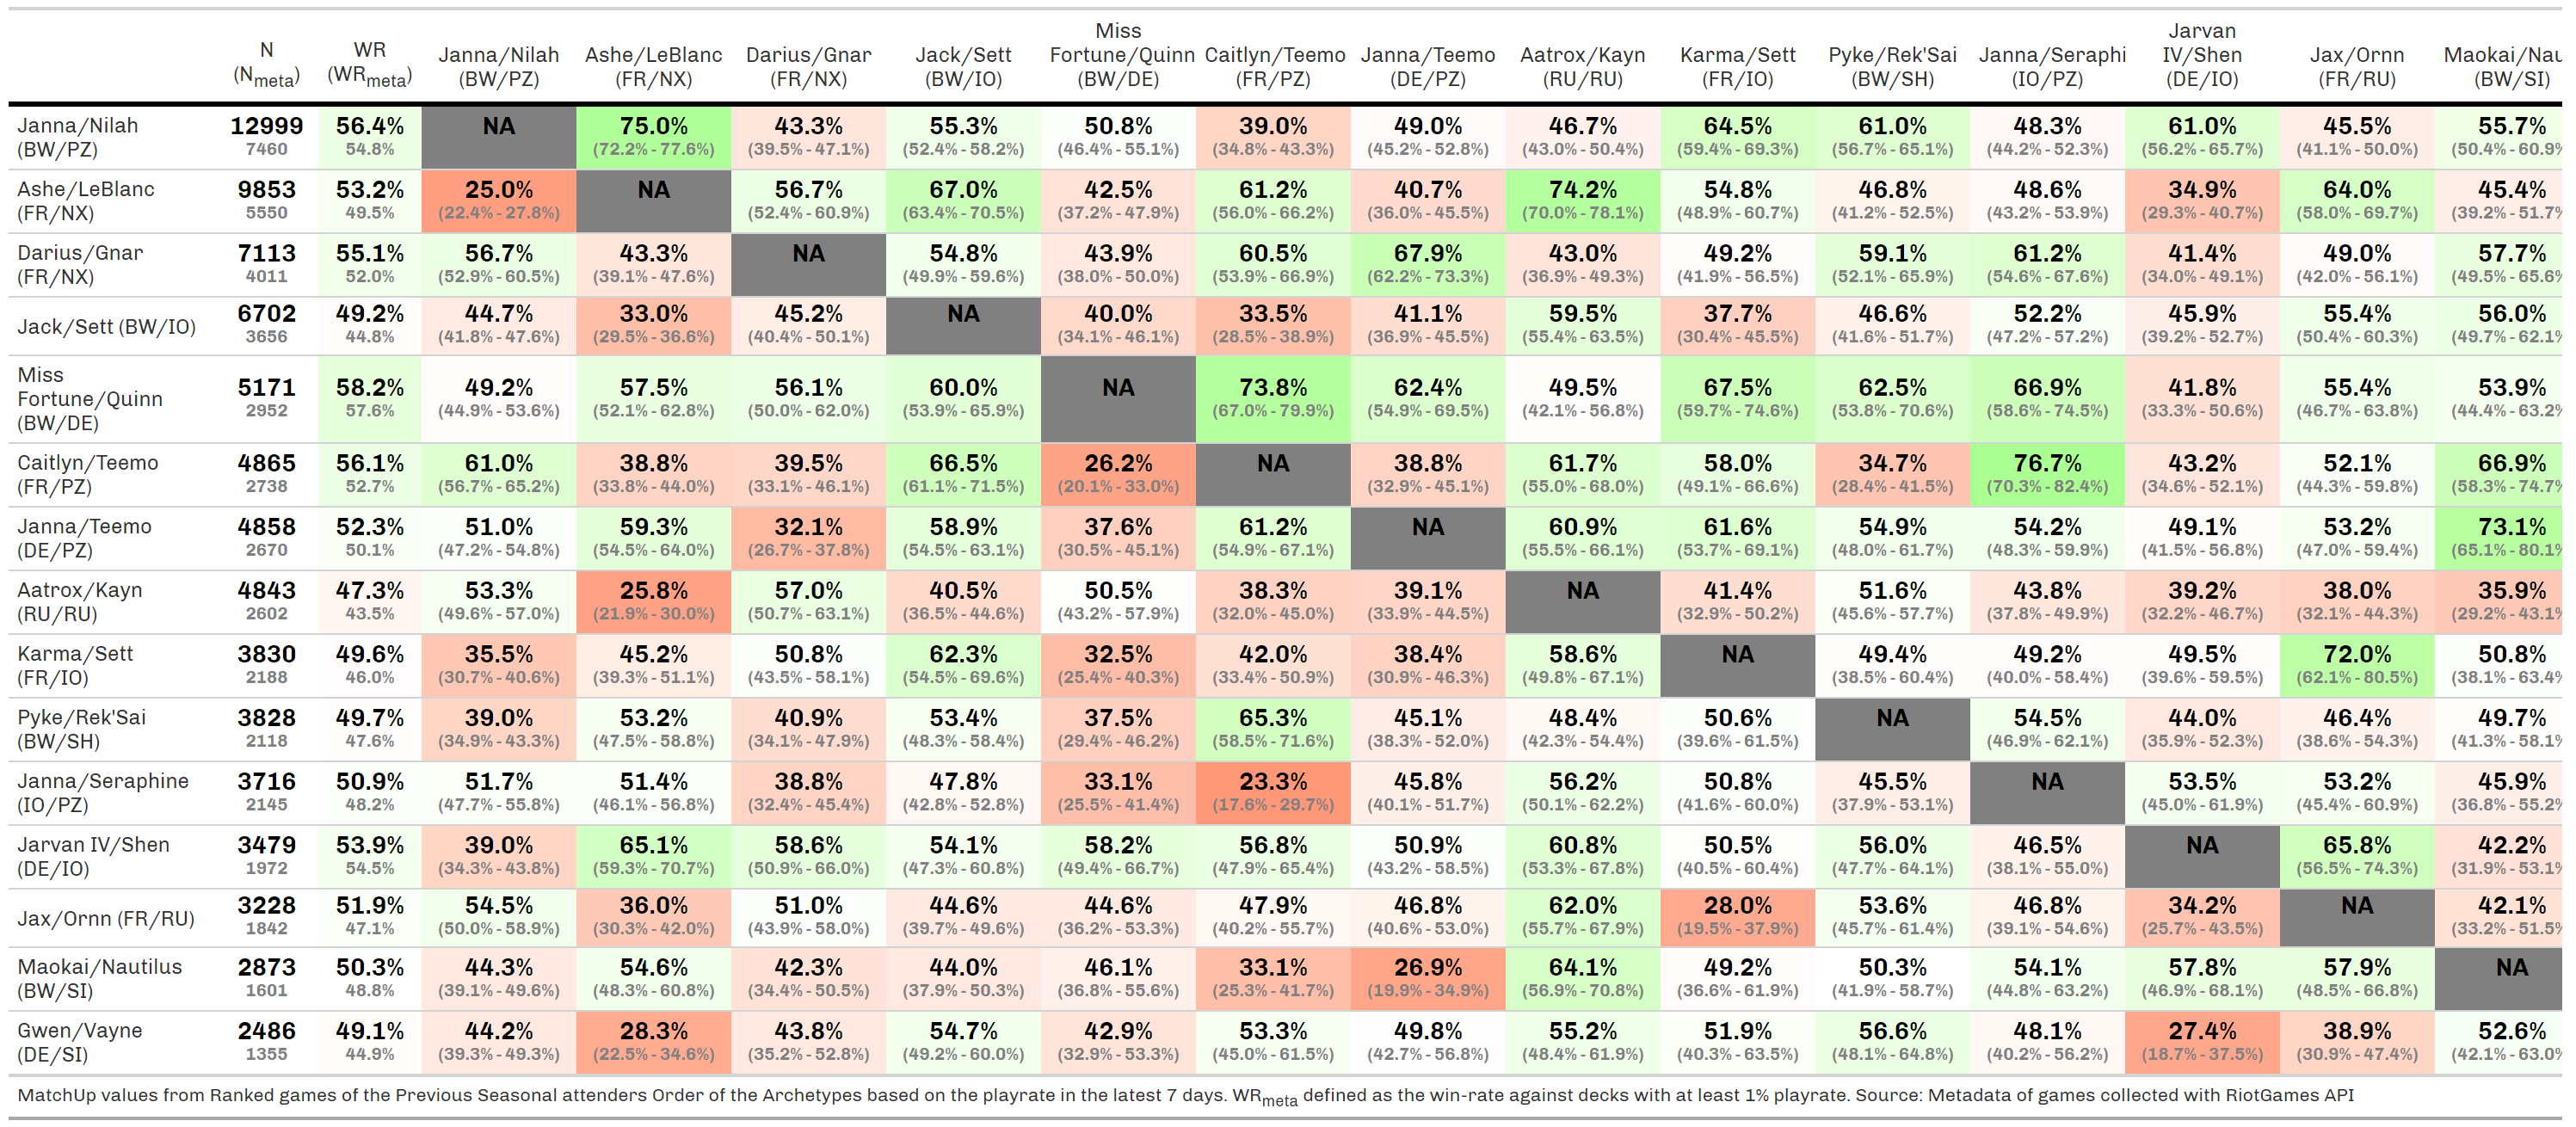 N (Nmeta) WR (WRmeta) Janna/Nilah (BW/PZ) Ashe/LeBlanc (FR/NX) Darius/Gnar (FR/NX) Jack/Sett (BW/IO) Miss Fortune/Quinn (BW/DE) Caitlyn/Teemo (FR/PZ) Janna/Teemo (DE/PZ) Aatrox/Kayn (RU/RU) Karma/Sett (FR/IO) Pyke/Rek'Sai (BW/SH) Janna/Seraphi (IO/PZ) Jarvan IV/Shen (DE/IO) Jax/Ornn (FR/RU) Maokai/Nau (BW/SI)
Janna/Nilah 12999 56.4% NA 75.0% 43.3% 55.3% 50.8% 39.0% 49.0% 46.7% 64.5% 61.0% 48.3% 61.0% 45.5% 55.7%
(BW/PZ) 7460 54.8% (72.2% - 77.6%) (39.5% - 47.1%) (52.4% - 58.2%) (46.4% - 55.1%) (34.8% - 43.3%) (45.2% - 52.8%) (43.0% - 50.4%) (59.4% - 69.3%) (56.7% - 65.1%) (44.2% - 52.3%) (56.2% - 65.7%) (41.1% - 50.0%) (50.4% - 60.9%
Ashe/LeBlanc 9853 53.2% 25.0% NA 56.7% 67.0% 42.5% 61.2% 40.7% 74.2% 54.8% 46.8% 48.6% 34.9% 64.0% 45.4%
(FR/NX) 5550 49.5% (22.4% - 27.8%) (52.4% - 60.9%) (63.4% - 70.5%) (37.2% - 47.9%) (56.0% - 66.2%) (36.0% - 45.5%) (70.0% - 78.1%) (48.9% - 60.7%) (41.2% - 52.5%) (43.2% - 53.9%) (29.3% - 40.7%) (58.0% - 69.7%) (39.2% - 51.7%
Darius/Gnar 7113 55.1% 56.7% 43.3% NA 54.8% 43.9% 60.5% 67.9% 43.0% 49.2% 59.1% 61.2% 41.4% 49.0% 57.7%
(FR/NX) 4011 52.0% (52.9% - 60.5%) (39.1% - 47.6%) (49.9% - 59.6%) (38.0% - 50.0%) (53.9% - 66.9%) (62.2% - 73.3%) (36.9% - 49.3%) (41.9% - 56.5%) (52.1% - 65.9%) (54.6% - 67.6%) (34.0% - 49.1%) (42.0% - 56.1%) (49.5% - 65.6%
Jack/Sett (BW/IO) 6702 49.2% 44.7% 33.0% 45.2% NA 40.0% 33.5% 41.1% 59.5% 37.7% 46.6% 52.2% 45.9% 55.4% 56.0%
3656 44.8% (41.8% - 47.6%) (29.5% - 36.6%) (40.4% - 50.1%) (34.1% - 46.1%) (28.5% - 38.9%) (36.9% - 45.5%) (55.4% - 63.5%) (30.4% - 45.5%) (41.6% - 51.7%) (47.2% - 57.2%) (39.2% - 52.7%) (50.4% - 60.3%) (49.7% - 62.1%
Miss Fortune/Quinn (BW/DE) 5171 58.2% 49.2% 57.5% 56.1% 60.0% NA 73.8% 62.4% 49.5% 67.5% 62.5% 66.9% 41.8% 55.4% 53.9%
2952 57.6% (44.9% - 53.6%) (52.1% - 62.8%) (50.0% - 62.0%) (53.9% - 65.9%) (67.0% - 79.9%) (54.9% - 69.5%) (42.1% - 56.8%) (59.7% - 74.6%) (53.8% - 70.6%) (58.6% - 74.5%) (33.3% - 50.6%) (46.7% - 63.8%) (44.4% - 63.2%
Caitlyn/Teemo 4865 56.1% 61.0% 38.8% 39.5% 66.5% 26.2% NA 38.8% 61.7% 58.0% 34.7% 76.7% 43.2% 52.1% 66.9%
(FR/PZ) 2738 52.7% (56.7% - 65.2%) (33.8% - 44.0%) (33.1% - 46.1%) (61.1% - 71.5%) (20.1% - 33.0%) (32.9% - 45.1%) (55.0% - 68.0%) (49.1% - 66.6%) (28.4% - 41.5%) (70.3% - 82.4%) (34.6% - 52.1%) (44.3% - 59.8%) (58.3% - 74.7%
Janna/Teemo 4858 52.3% 51.0% 59.3% 32.1% 58.9% 37.6% 61.2% NA 60.9% 61.6% 54.9% 54.2% 49.1% 53.2% 73.1%
(DE/PZ) 2670 50.1% (47.2% - 54.8%) (54.5% - 64.0%) (26.7% - 37.8%) (54.5% - 63.1%) (30.5% - 45.1%) (54.9% - 67.1%) (55.5% - 66.1%) (53.7% - 69.1%) (48.0% - 61.7%) (48.3% - 59.9%) (41.5% - 56.8%) (47.0% - 59.4%) (65.1% - 80.1%
Aatrox/Kayn 4843 47.3% 53.3% 25.8% 57.0% 40.5% 50.5% 38.3% 39.1% NA 41.4% 51.6% 43.8% 39.2% 38.0% 35.9%
(RU/RU) 2602 43.5% (49.6% - 57.0%) (21.9% - 30.0%) (50.7% - 63.1%) (36.5% - 44.6%) (43.2% - 57.9%) (32.0% - 45.0%) (33.9% - 44.5%) (32.9% - 50.2%) (45.6% - 57.7%) (37.8% - 49.9%) (32.2% - 46.7%) (32.1% - 44.3%) (29.2% - 43.1%
Karma/Sett 3830 49.6% 35.5% 45.2% 50.8% 62.3% 32.5% 42.0% 38.4% 58.6% NA 49.4% 49.2% 49.5% 72.0% 50.8%
(FR/IO) 2188 46.0% (30.7% - 40.6%) (39.3% - 51.1%) (43.5% - 58.1%) (54.5% - 69.6%) (25.4% - 40.3%) (33.4% - 50.9%) (30.9% - 46.3%) (49.8% - 67.1%) (38.5% - 60.4%) (40.0% - 58.4%) (39.6% - 59.5%) (62.1% - 80.5%) (38.1% - 63.4%
Pyke/Rek'Sai 3828 49.7% 39.0% 53.2% 40.9% 53.4% 37.5% 65.3% 45.1% 48.4% 50.6% NA 54.5% 44.0% 46.4% 49.7%
(BW/SH) 2118 47.6% (34.9% - 43.3%) (47.5% - 58.8%) (34.1% - 47.9%) (48.3% - 58.4%) (29.4% - 46.2%) (58.5% - 71.6%) (38.3% - 52.0%) (42.3% - 54.4%) (39.6% - 61.5%) (46.9% - 62.1%) (35.9% - 52.3%) (38.6% - 54.3%) (41.3% - 58.1%
Janna/Seraphine 3716 50.9% 51.7% 51.4% 38.8% 47.8% 33.1% 23.3% 45.8% 56.2% 50.8% 45.5% NA 53.5% 53.2% 45.9%
(IO/PZ) 2145 48.2% (47.7% - 55.8%) (46.1% - 56.8%) (32.4% - 45.4%) (42.8% - 52.8%) (25.5% - 41.4%) (17.6% - 29.7%) (40.1% - 51.7%) (50.1% - 62.2%) (41.6% - 60.0%) (37.9% - 53.1%) (45.0% - 61.9%) (45.4% - 60.9%) (36.8% - 55.2%
Jarvan IV/Shen 3479 53.9% 39.0% 65.1% 58.6% 54.1% 58.2% 56.8% 50.9% 60.8% 50.5% 56.0% 46.5% NA 65.8% 42.2%
(DE/IO) 1972 54.5% (34.3% - 43.8%) (59.3% - 70.7%) (50.9% - 66.0%) (47.3% - 60.8%) (49.4% - 66.7%) (47.9% - 65.4%) (43.2% - 58.5%) (53.3% - 67.8%) (40.5% - 60.4%) (47.7% - 64.1%) (38.1% - 55.0%) (56.5% - 74.3%) (31.9% - 53.1%
Jax/Ornn (FR/RU) 3228 51.9% 54.5% 36.0% 51.0% 44.6% 44.6% 47.9% 46.8% 62.0% 28.0% 53.6% 46.8% 34.2% NA 42.1%
1842 47.1% (50.0% - 58.9%) (30.3% - 42.0%) (43.9% - 58.0%) (39.7% - 49.6%) (36.2% - 53.3%) (40.2% - 55.7%) (40.6% - 53.0%) (55.7% - 67.9%) (19.5% - 37.9%) (45.7% - 61.4%) (39.1% - 54.6%) (25.7% - 43.5%) (33.2% - 51.5%
Maokai/Nautilus 2873 50.3% 44.3% 54.6% 42.3% 44.0% 46.1% 33.1% 26.9% 64.1% 49.2% 50.3% 54.1% 57.8% 57.9% NA
(BW/SI) 1601 48.8% (39.1% - 49.6%) (48.3% - 60.8%) (34.4% - 50.5%) (37.9% - 50.3%) (36.8% - 55.6%) (25.3% - 41.7%) (19.9% - 34.9%) (56.9% - 70.8%) (36.6% - 61.9%) (41.9% - 58.7%) (44.8% - 63.2%) (46.9% - 68.1%) (48.5% - 66.8%)
Gwen/Vayne 2486 49.1% 44.2% 28.3% 43.8% 54.7% 42.9% 53.3% 49.8% 55.2% 51.9% 56.6% 48.1% 27.4% 38.9% 52.6%
(DE/SI) 1355 44.9% (39.3% - 49.3%) (22.5% - 34.6%) (35.2% - 52.8%) (49.2% - 60.0%) (32.9% - 53.3%) (45.0% - 61.5%) (42.7% - 56.8%) (48.4% - 61.9%) (40.3% - 63.5%) (48.1% - 64.8%) (40.2% - 56.2%) (18.7% - 37.5%) (30.9% - 47.4%) (42.1% - 63.0%
MatchUp values from Ranked games of the Previous Seasonal attenders Order of the Archetypes based on the playrate in the latest 7 days. WRmeta defined as the win-rate against decks with at least 1% playrate. Source: Metadata of games collected with RiotGames API